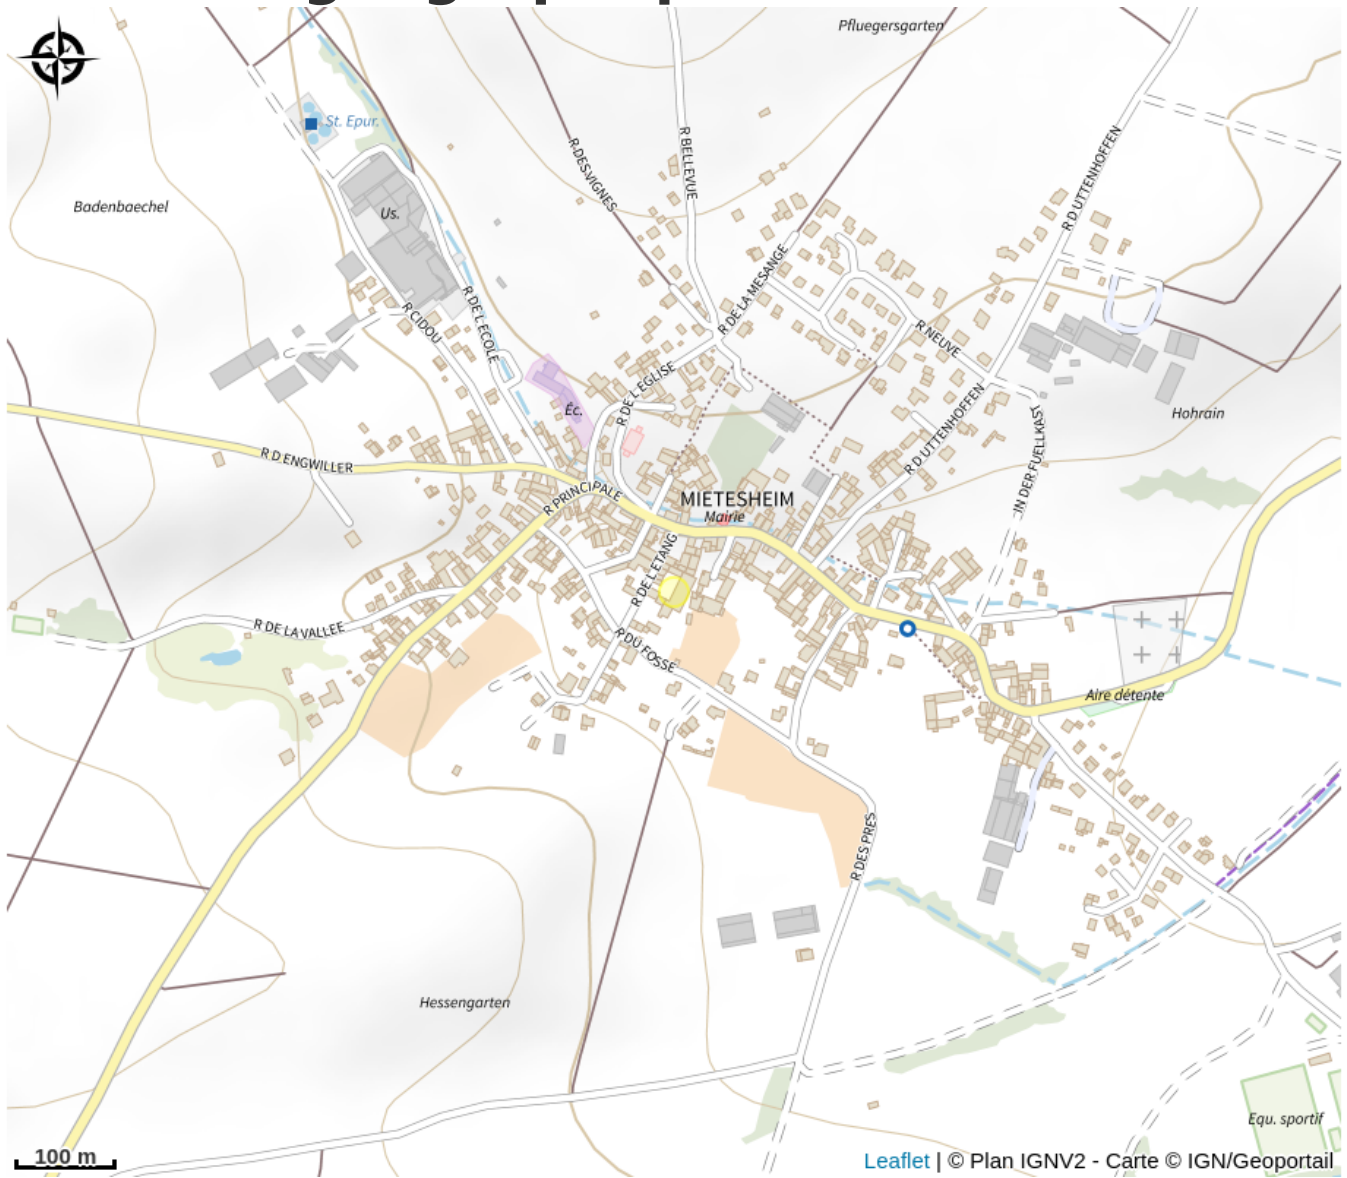 Pfluegersgarten
St. Epur.
R DES VIGNES
R BELLEVUE
R D UTTENHOFFEN
Badenbaechel
Us.
R DE LA MESANGE
R CIDOU
R DE L'ECOLE
R NEUVE
R DE L'EGLISE
Éc.
Hohrain
R D UTTENHOFFEN
IN DER FUELLKAST
R D ENGWILLER
R PRINCIPALE
MIETESHEIM
Mairie
R DE L'ETANG
R DE LA VALLEE
R DU FOSSE
Aire détente
R DES PRES
Hessengarten
Equ. sportif
100 m
Leaflet | © Plan IGNV2 - Carte © IGN/Geoportail